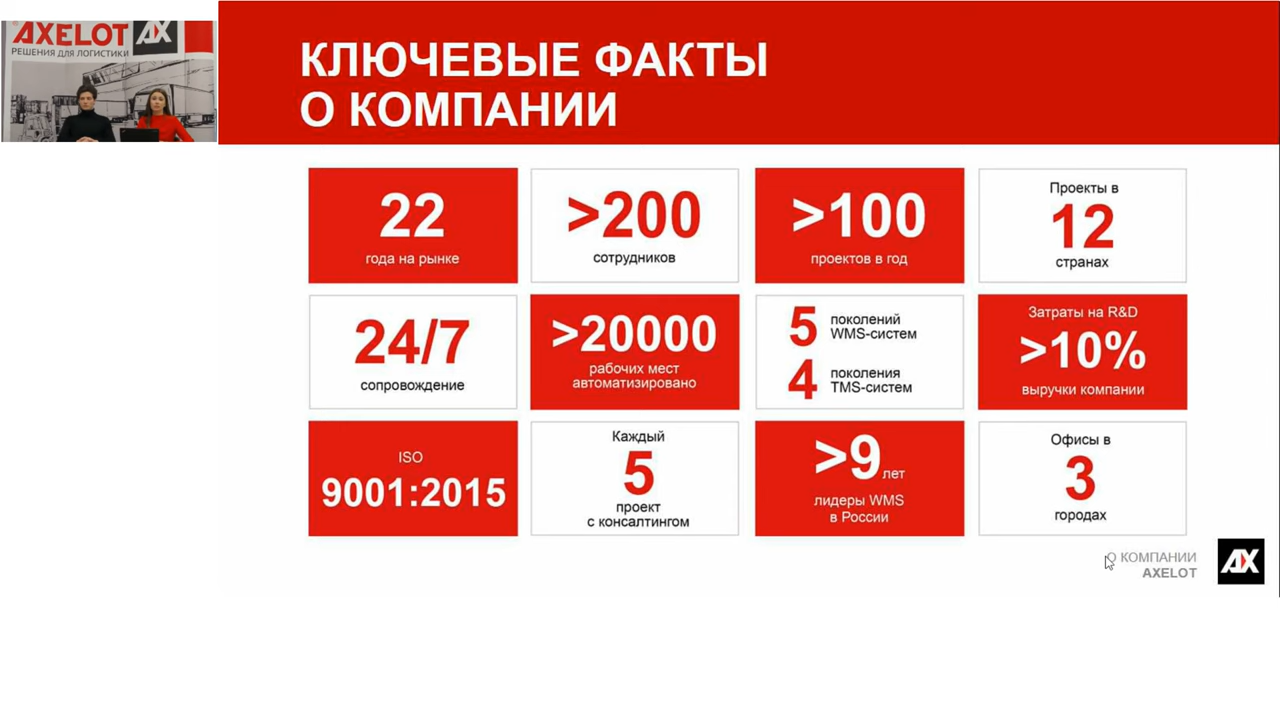 AXELOT
РЕШЕНИЯ ДЛЯ ЛОГИСТИКИ
AX
КЛЮЧЕВЫЕ ФАКТЫ
О КОМПАНИИ
22
года на рынке
>200
сотрудников
>100
проектов в год
Проекты в
12
странах
24/7
сопровождение
>20000
рабочих мест
автоматизировано
5 поколений
WMS-систем
4 поколения
TMS-систем
Затраты на R&D
>10%
выручки компании
ISO
9001:2015
Каждый
5
проект
с консалтингом
>9 лет
лидеры WMS
в России
Офисы в
3
городах
О КОМПАНИИ
AXELOT
AX